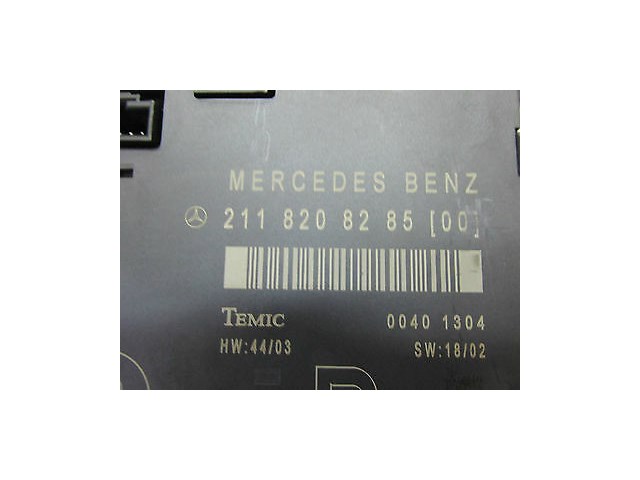 MERCEDES BENZ
211 820 82 85 [00]
TEMIC 0040 1304
HW:44/03 SW:18/02